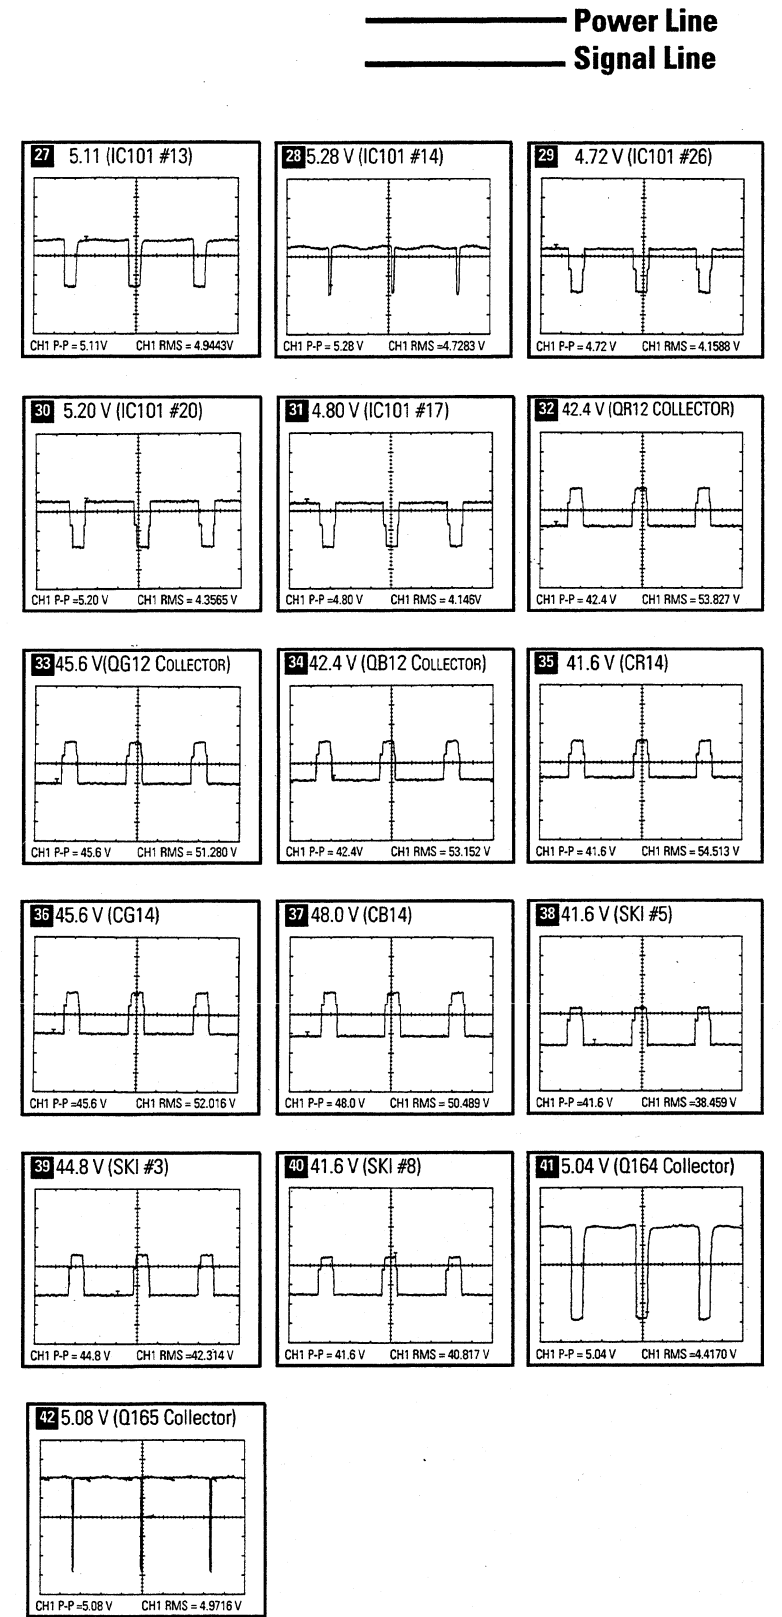 Power Line
Signal Line
27 5.11 (IC101 #13)
CH1 P-P = 5.11V CH1 RMS = 4.9443V
28 5.28 V (IC101 #14)
CH1 P-P = 5.28 V CH1 RMS =4.7283 V
29 4.72 V (IC101 #26)
CH1 P-P = 4.72 V CH1 RMS = 4.1588 V
30 5.20 V (IC101 #20)
CH1 P-P =5.20 V CH1 RMS = 4.3565 V
31 4.80 V (IC101 #17)
CH1 P-P =4.80 V CH1 RMS = 4.146V
32 42.4 V (QR12 COLLECTOR)
CH1 P-P = 42.4 V CH1 RMS = 53.827 V
33 45.6 V(QG12 COLLECTOR)
CH1 P-P = 45.6 V CH1 RMS = 51.280 V
34 42.4 V (QB12 COLLECTOR)
CH1 P-P = 42.4V CH1 RMS = 53.152 V
35 41.6 V (CR14)
CH1 P-P = 41.6 V CH1 RMS = 54.513 V
36 45.6 V (CG14)
CH1 P-P =45.6 V CH1 RMS = 52.016 V
37 48.0 V (CB14)
CH1 P-P = 48.0 V CH1 RMS = 50.489 V
38 41.6 V (SKI #5)
CH1 P-P =41.6 V CH1 RMS =38.459 V
39 44.8 V (SKI #3)
CH1 P-P = 44.8 V CH1 RMS =42.314 V
40 41.6 V (SKI #8)
CH1 P-P = 41.6 V CH1 RMS = 40.817 V
41 5.04 V (Q164 Collector)
CH1 P-P = 5.04 V CH1 RMS =4.4170 V
42 5.08 V (Q165 Collector)
CH1 P-P =5.08 V CH1 RMS = 4.9716 V